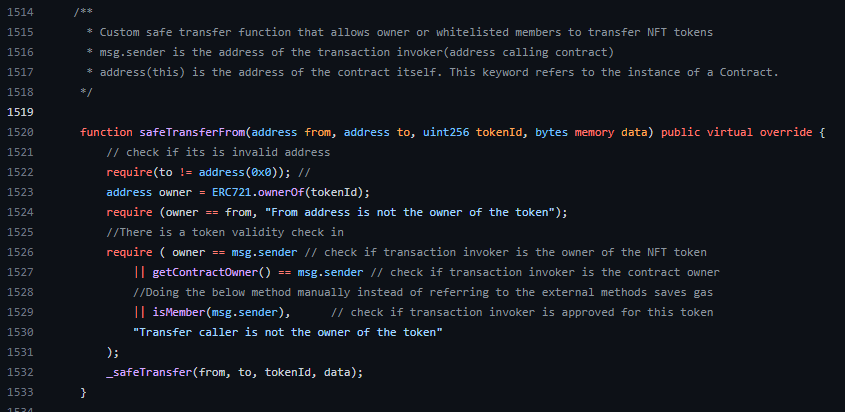 1514 /**
1515 * Custom safe transfer function that allows owner or whitelisted members to transfer NFT tokens
1516 * msg.sender is the address of the transaction invoker(address calling contract)
1517 * address(this) is the address of the contract itself. This keyword refers to the instance of a Contract.
1518 */
1519
1520 function safeTransferFrom(address from, address to, uint256 tokenId, bytes memory data) public virtual override {
1521 // check if its is invalid address
1522 require(to != address(0x0)); //
1523 address owner = ERC721.ownerOf(tokenId);
1524 require (owner == from, "From address is not the owner of the token");
1525 //There is a token validity check in
1526 require ( owner == msg.sender // check if transaction invoker is the owner of the NFT token
1527 || getContractOwner() == msg.sender // check if transaction invoker is the contract owner
1528 //Doing the below method manually instead of referring to the external methods saves gas
1529 || isMember(msg.sender), // check if transaction invoker is approved for this token
1530 "Transfer caller is not the owner of the token"
1531 );
1532 _safeTransfer(from, to, tokenId, data);
1533 }